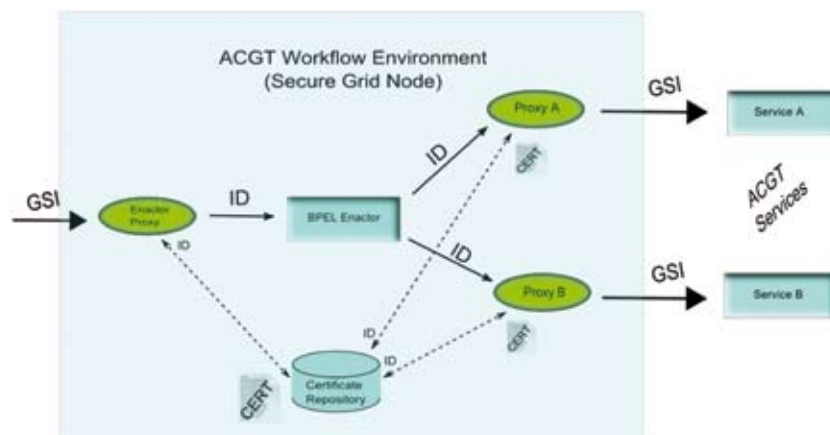 ACGT Workflow Environment
(Secure Grid Node)
GSI
Enactor
Proxy
ID
ID
BPEL Enactor
ID
ID
Proxy A
CERT
GSI
Service A
ACGT
Services
Proxy B
CERT
GSI
Service B
ID
ID
CERT
Certificate
Repository